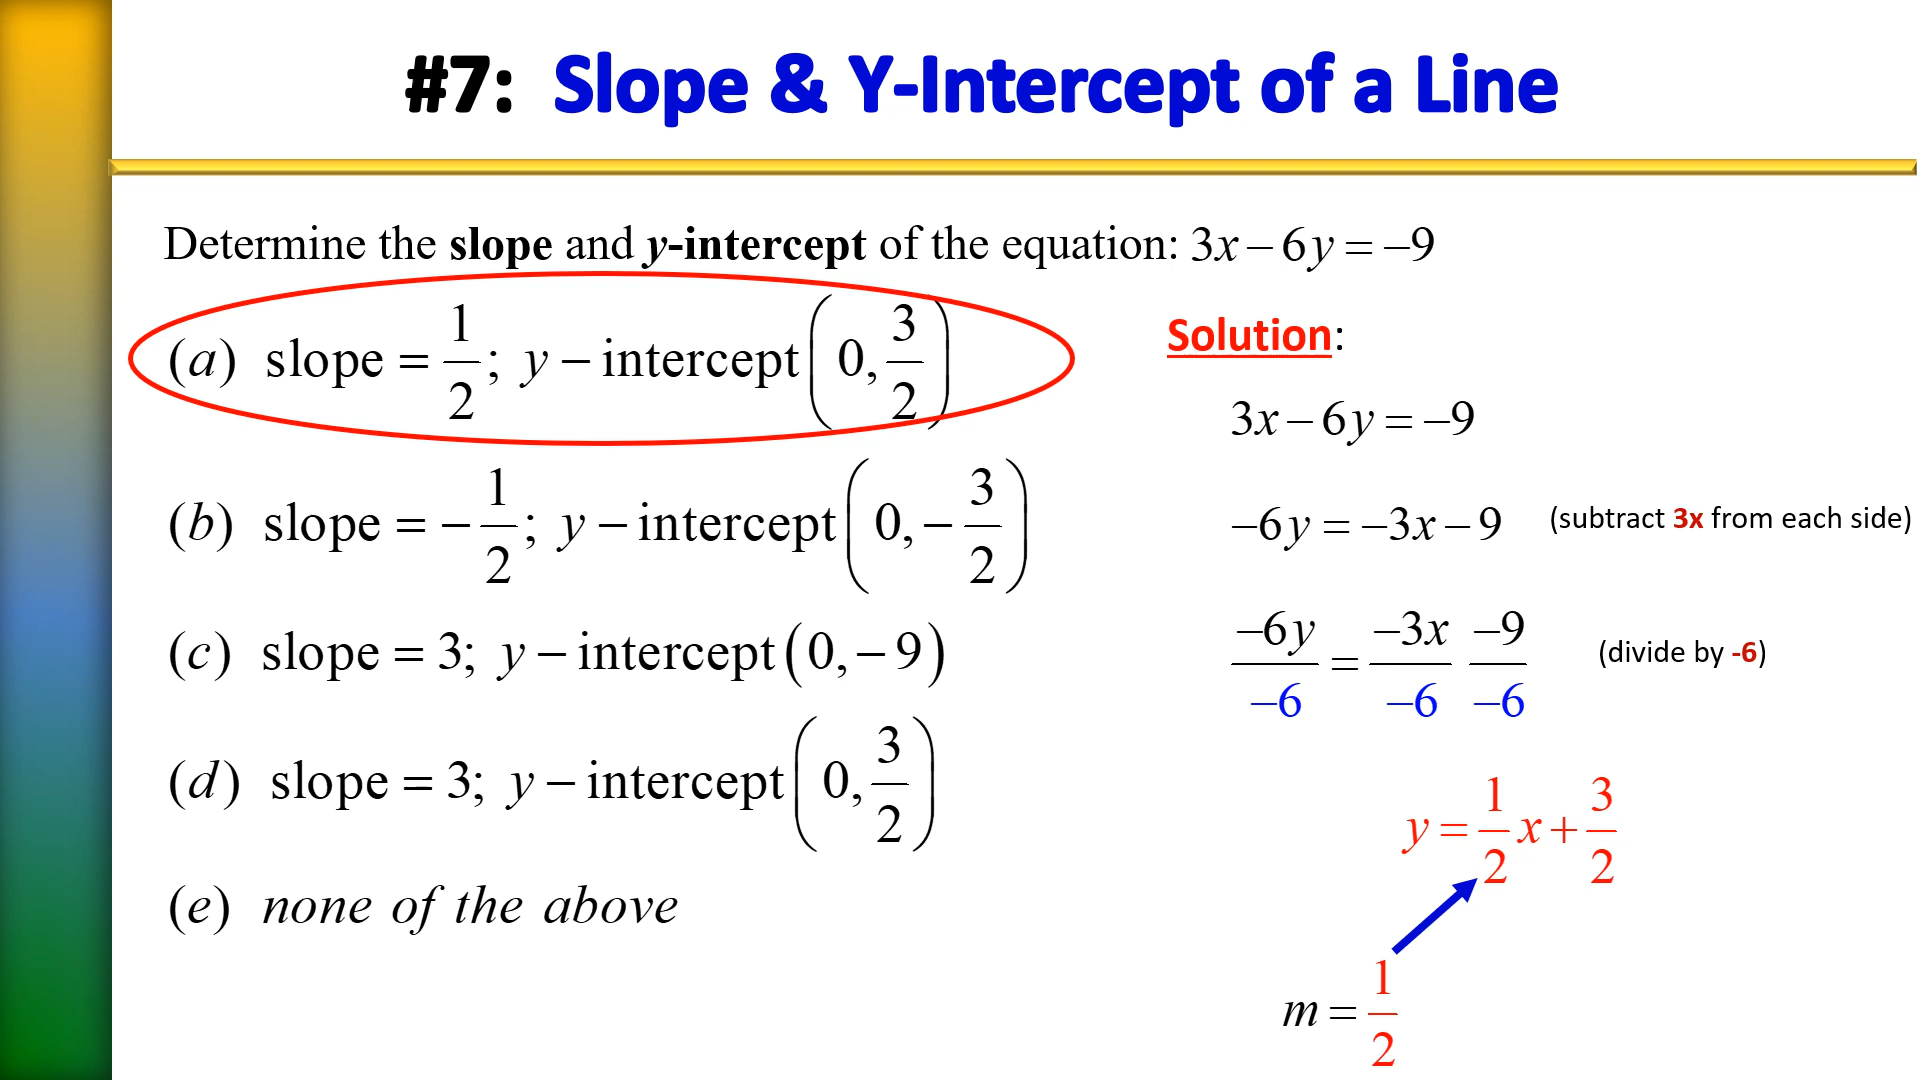 #7: Slope & Y-Intercept of a Line
Determine the slope and y-intercept of the equation: 3x − 6y = −9
(a) slope = 1/2; y − intercept (0, 3/2)
(b) slope = −1/2; y − intercept (0, −3/2)
(c) slope = 3; y − intercept (0, −9)
(d) slope = 3; y − intercept (0, 3/2)
(e) none of the above
Solution:
3x − 6y = −9
−6y = −3x − 9 (subtract 3x from each side)
−6y/−6 = −3x/−6 −9/−6 (divide by -6)
y = 1/2 x + 3/2
m = 1/2